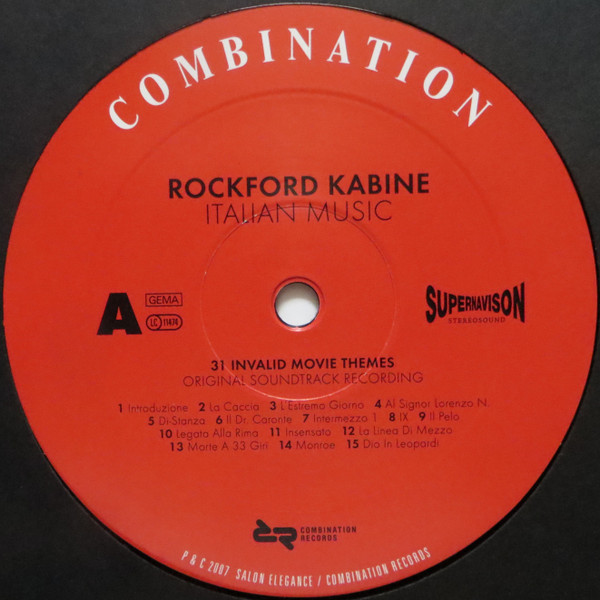 COMBINATION
ROCKFORD KABINE
ITALIAN MUSIC
A
GEMA
LC 11474
SUPERNAVISON
STEREOSOUND
31 INVALID MOVIE THEMES
ORIGINAL SOUNDTRACK RECORDING
1 Introduzione 2 La Caccia 3 L'Estremo Giorno 4 Al Signor Lorenzo N.
5 Di-Stanza 6 Il Dr. Caronte 7 Intermezzo 1 8 IX 9 Il Pelo
10 Legata Alla Rima 11 Insensato 12 La Linea Di Mezzo
13 Morte A 33 Giri 14 Monroe 15 Dio In Leopardi
COMBINATION
RECORDS
P & C 2007 SALON ELEGANCE / COMBINATION RECORDS